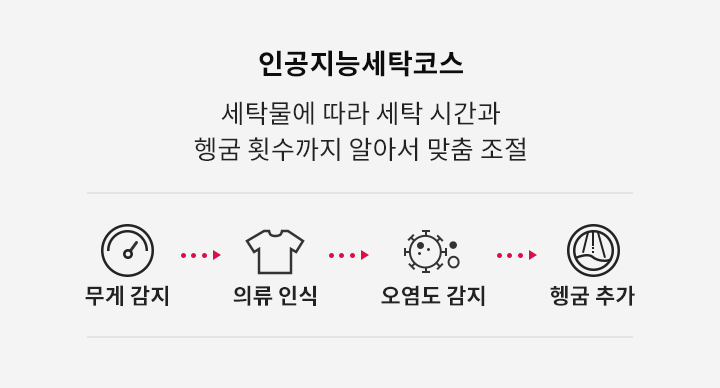 인공지능세탁코스
세탁물에 따라 세탁 시간과
헹굼 횟수까지 알아서 맞춤 조절
무게 감지
의류 인식
오염도 감지
헹굼 추가